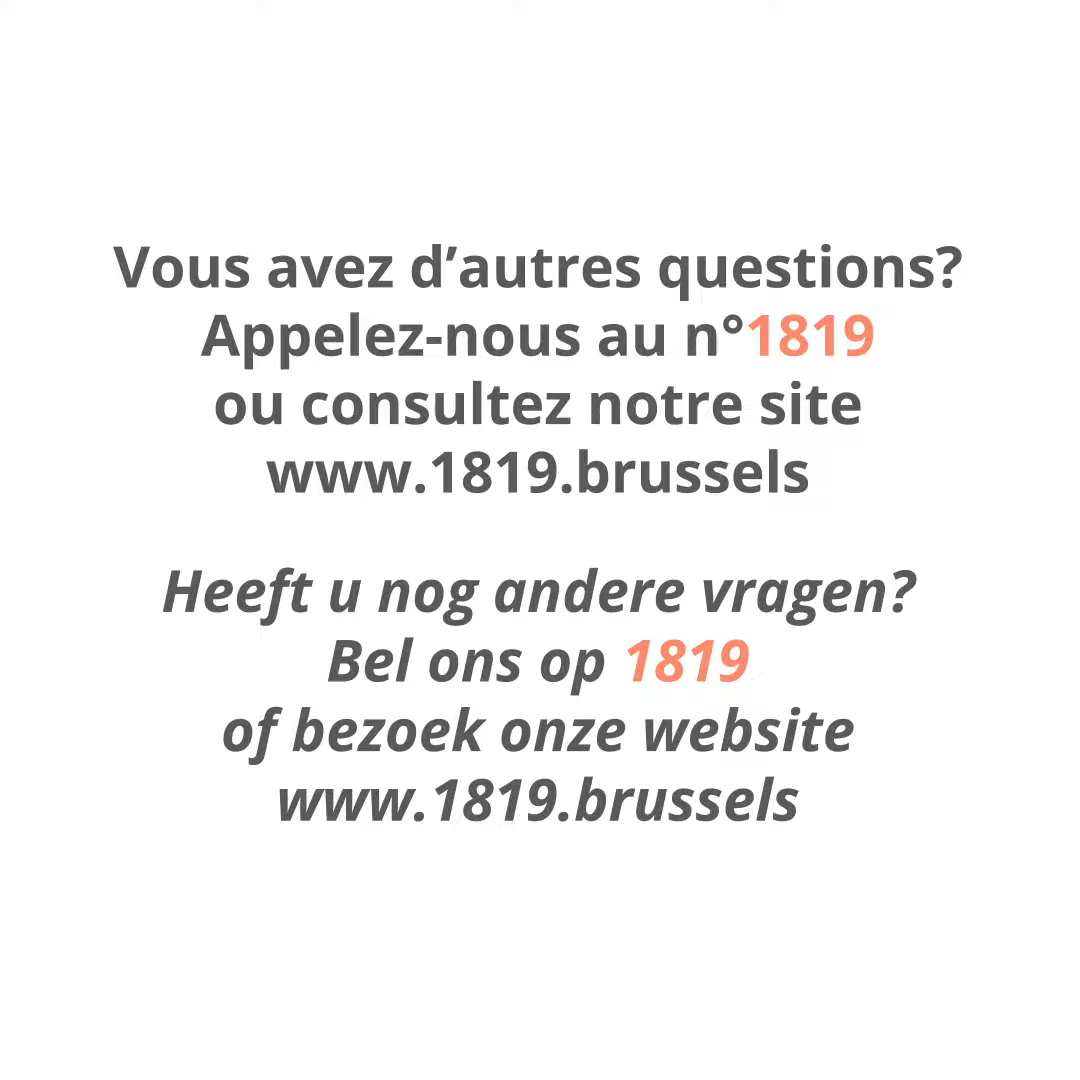 Vous avez d’autres questions?
Appelez-nous au n°1819
ou consultez notre site
www.1819.brussels
Heeft u nog andere vragen?
Bel ons op 1819
of bezoek onze website
www.1819.brussels